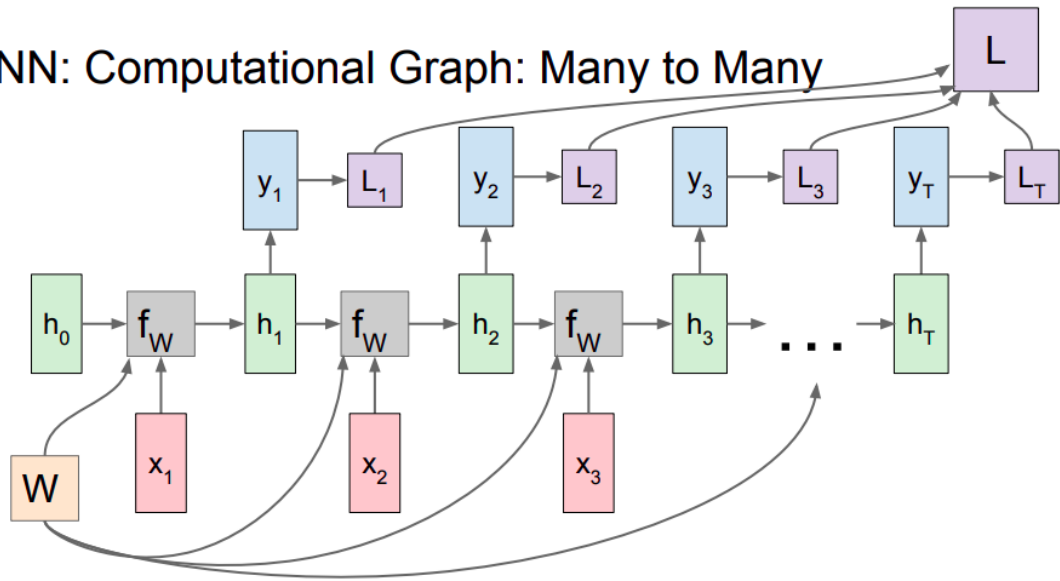 NN: Computational Graph: Many to Many
L
y1
L1
y2
L2
y3
L3
yT
LT
h0
fW
h1
fW
h2
fW
h3
...
hT
x1
x2
x3
W